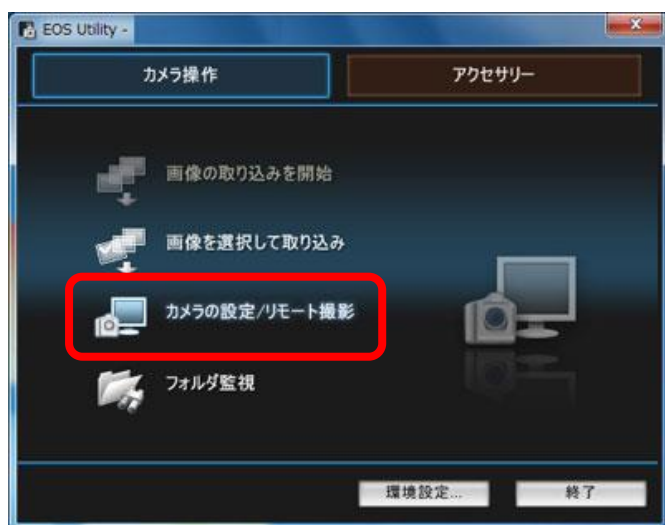 EOS Utility -
カメラ操作
アクセサリー
画像の取り込みを開始
画像を選択して取り込み
カメラの設定/リモート撮影
フォルダ監視
環境設定...
終了